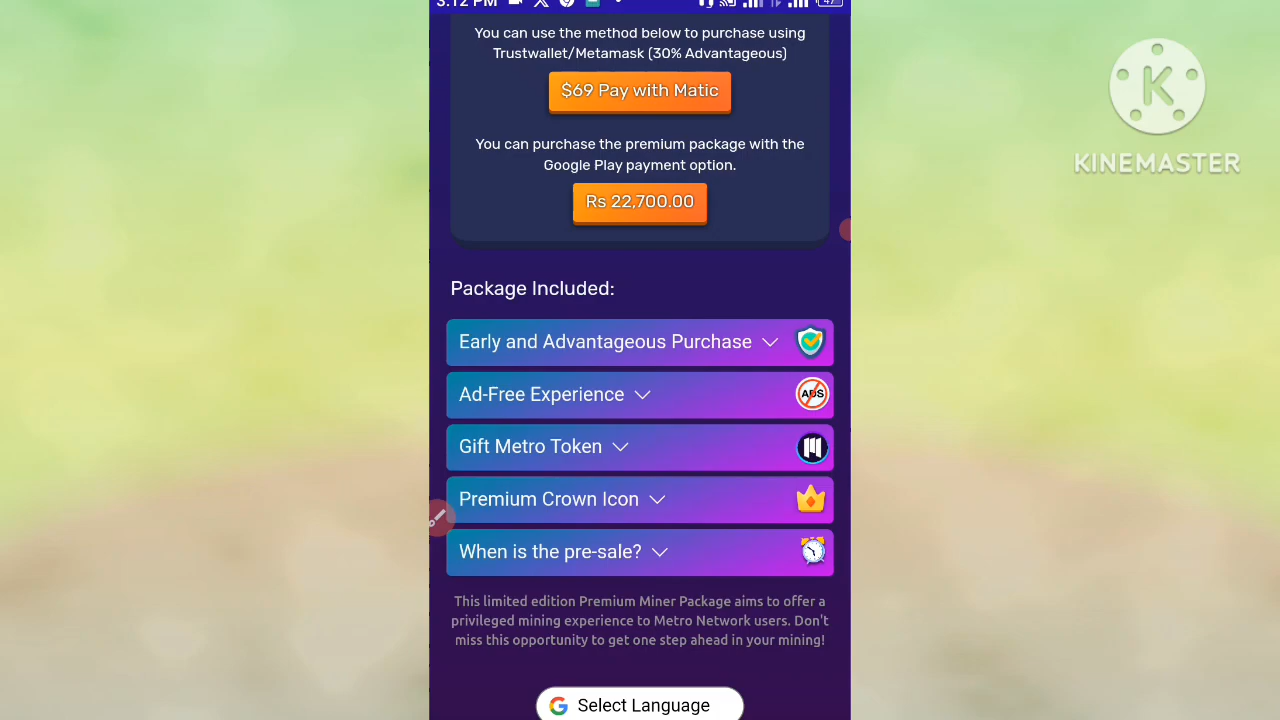 3:12 PM
47
You can use the method below to purchase using
Trustwallet/Metamask (30% Advantageous)
$69 Pay with Matic
You can purchase the premium package with the
Google Play payment option.
Rs 22,700.00
Package Included:
Early and Advantageous Purchase
Ad-Free Experience
ADS
Gift Metro Token
Premium Crown Icon
When is the pre-sale?
This limited edition Premium Miner Package aims to offer a
privileged mining experience to Metro Network users. Don't
miss this opportunity to get one step ahead in your mining!
G Select Language
K
KINEMASTER